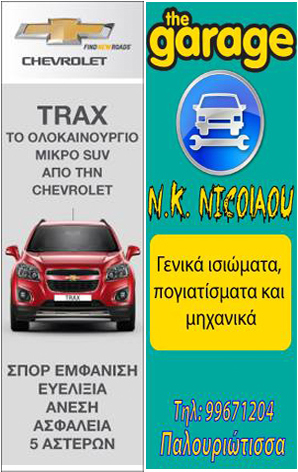 FIND NEW ROADS
CHEVROLET
TRAX
ΤΟ ΟΛΟΚΑΙΝΟΥΡΓΙΟ
ΜΙΚΡΟ SUV
ΑΠΟ ΤΗΝ
CHEVROLET
TRAX
ΣΠΟΡ ΕΜΦΑΝΙΣΗ
ΕΥΕΛΙΞΙΑ
ΑΝΕΣΗ
ΑΣΦΑΛΕΙΑ
5 ΑΣΤΕΡΩΝ
the
garage
N.K. NICOLAOU
Γενικά ισιώματα,
πογιατίσματα και
μηχανικά
Τηλ: 99671204
Παλουριώτισσα